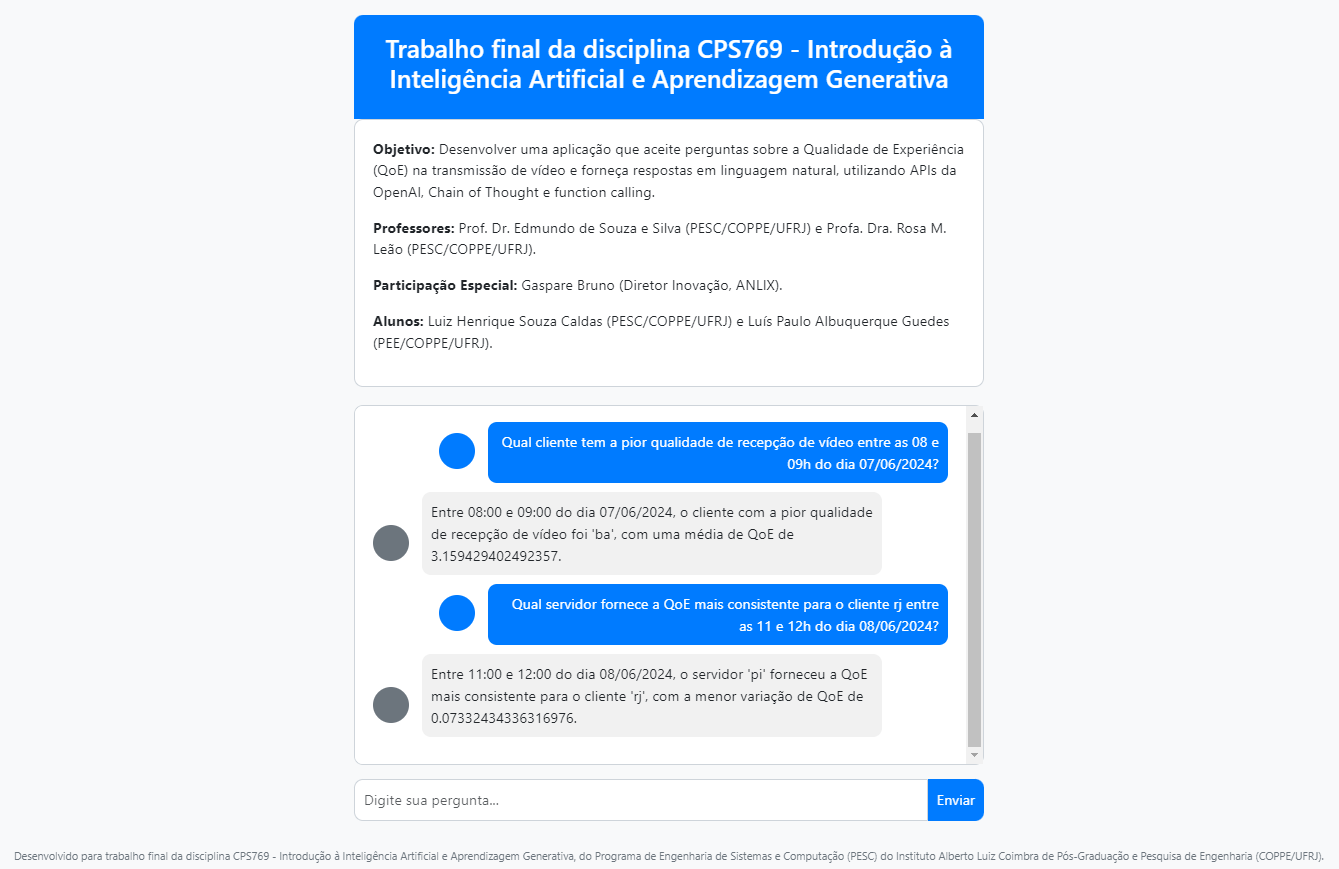 Trabalho final da disciplina CPS769 - Introdução à
Inteligência Artificial e Aprendizagem Generativa
Objetivo: Desenvolver uma aplicação que aceite perguntas sobre a Qualidade de Experiência
(QoE) na transmissão de vídeo e forneça respostas em linguagem natural, utilizando APIs da
OpenAI, Chain of Thought e function calling.
Professores: Prof. Dr. Edmundo de Souza e Silva (PESC/COPPE/UFRJ) e Profa. Dra. Rosa M.
Leão (PESC/COPPE/UFRJ).
Participação Especial: Gaspare Bruno (Diretor Inovação, ANLIX).
Alunos: Luiz Henrique Souza Caldas (PESC/COPPE/UFRJ) e Luís Paulo Albuquerque Guedes
(PEE/COPPE/UFRJ).
Qual cliente tem a pior qualidade de recepção de vídeo entre as 08 e
09h do dia 07/06/2024?
Entre 08:00 e 09:00 do dia 07/06/2024, o cliente com a pior qualidade
de recepção de vídeo foi 'ba', com uma média de QoE de
3.159429402492357.
Qual servidor fornece a QoE mais consistente para o cliente rj entre
as 11 e 12h do dia 08/06/2024?
Entre 11:00 e 12:00 do dia 08/06/2024, o servidor 'pi' forneceu a QoE
mais consistente para o cliente 'rj', com a menor variação de QoE de
0.07332434336316976.
Digite sua pergunta...
Enviar
Desenvolvido para trabalho final da disciplina CPS769 - Introdução à Inteligência Artificial e Aprendizagem Generativa, do Programa de Engenharia de Sistemas e Computação (PESC) do Instituto Alberto Luiz Coimbra de Pós-Graduação e Pesquisa de Engenharia (COPPE/UFRJ).